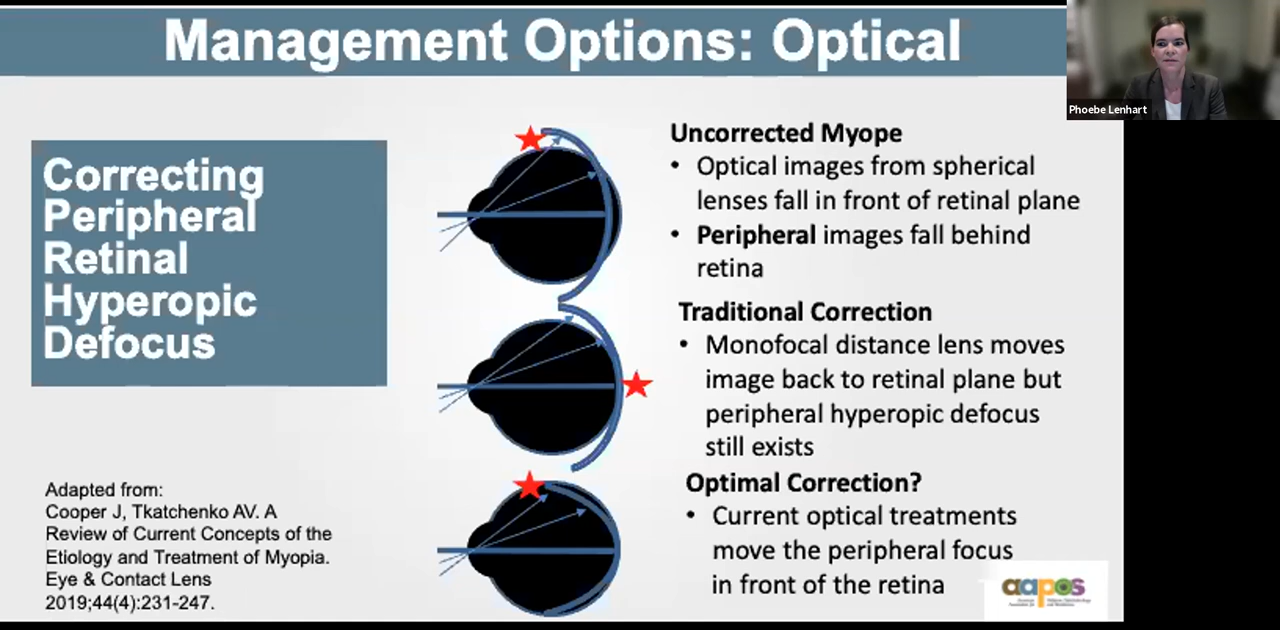 Management Options: Optical
Phoebe Lenhart
Correcting
Peripheral
Retinal
Hyperopic
Defocus
Uncorrected Myope
• Optical images from spherical
lenses fall in front of retinal plane
• Peripheral images fall behind
retina
Traditional Correction
• Monofocal distance lens moves
image back to retinal plane but
peripheral hyperopic defocus
still exists
Optimal Correction?
• Current optical treatments
move the peripheral focus
in front of the retina
Adapted from:
Cooper J, Tkatchenko AV. A
Review of Current Concepts of the
Etiology and Treatment of Myopia.
Eye & Contact Lens
2019;44(4):231-247.
aapos